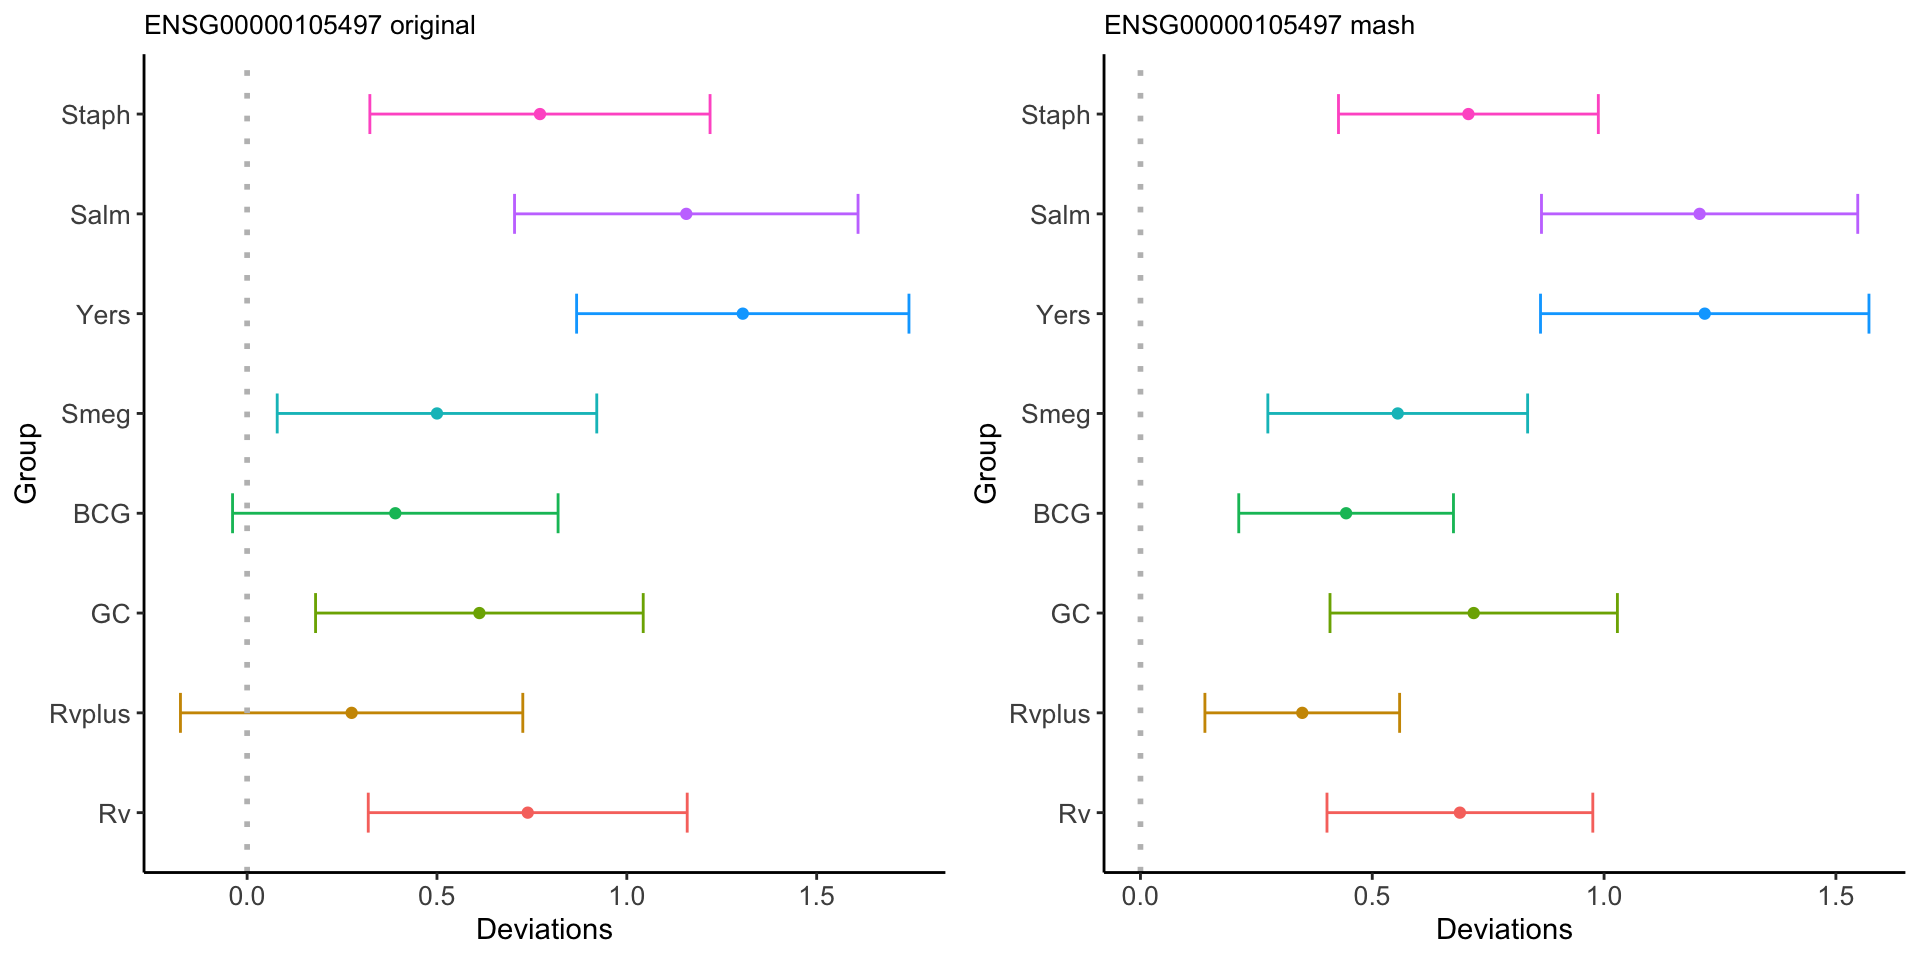 ENSG00000105497 original
Group
Staph
Salm
Yers
Smeg
BCG
GC
Rvplus
Rv
0.0 0.5 1.0 1.5
Deviations
ENSG00000105497 mash
Group
Staph
Salm
Yers
Smeg
BCG
GC
Rvplus
Rv
0.0 0.5 1.0 1.5
Deviations